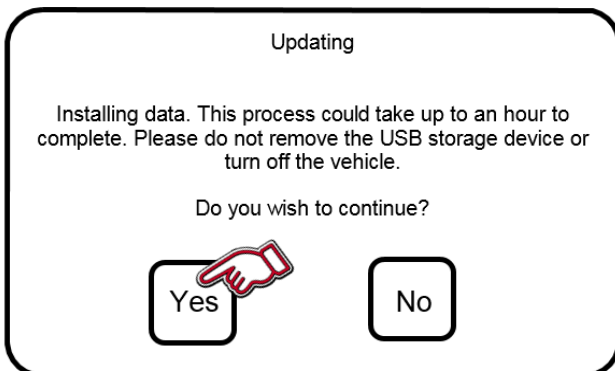 Updating
Installing data. This process could take up to an hour to
complete. Please do not remove the USB storage device or
turn off the vehicle.
Do you wish to continue?
Yes
No